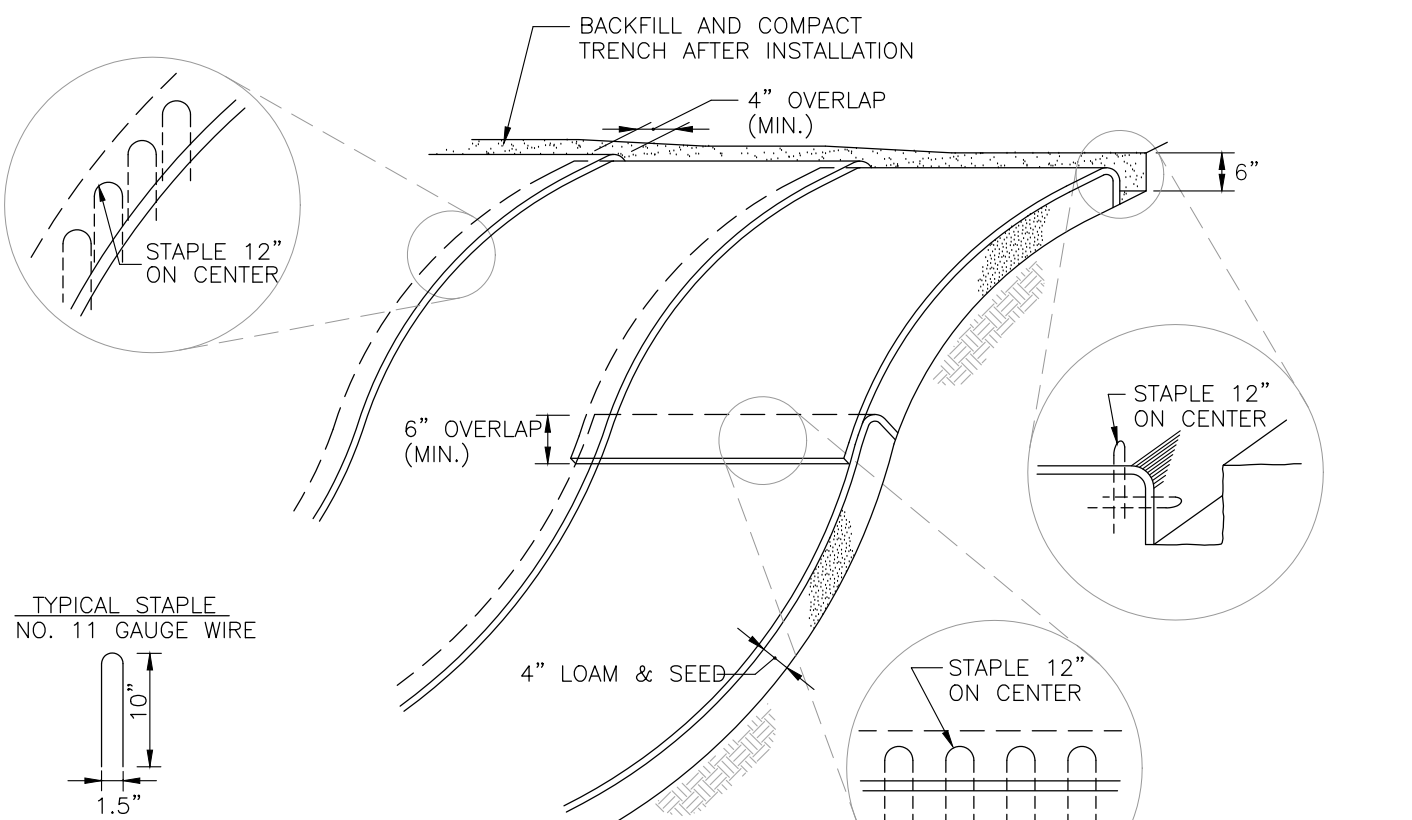 BACKFILL AND COMPACT
TRENCH AFTER INSTALLATION
4” OVERLAP
(MIN.)
6”
STAPLE 12”
ON CENTER
STAPLE 12”
ON CENTER
6” OVERLAP
(MIN.)
TYPICAL STAPLE
NO. 11 GAUGE WIRE
10”
1.5”
4” LOAM & SEED
STAPLE 12”
ON CENTER